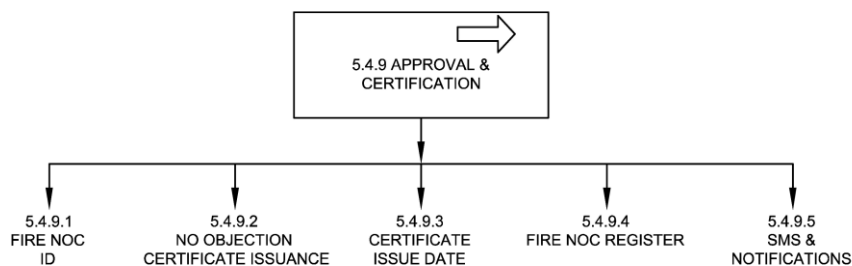 5.4.9 APPROVAL &
CERTIFICATION
5.4.9.1
FIRE NOC
ID
5.4.9.2
NO OBJECTION
CERTIFICATE ISSUANCE
5.4.9.3
CERTIFICATE
ISSUE DATE
5.4.9.4
FIRE NOC REGISTER
5.4.9.5
SMS &
NOTIFICATIONS